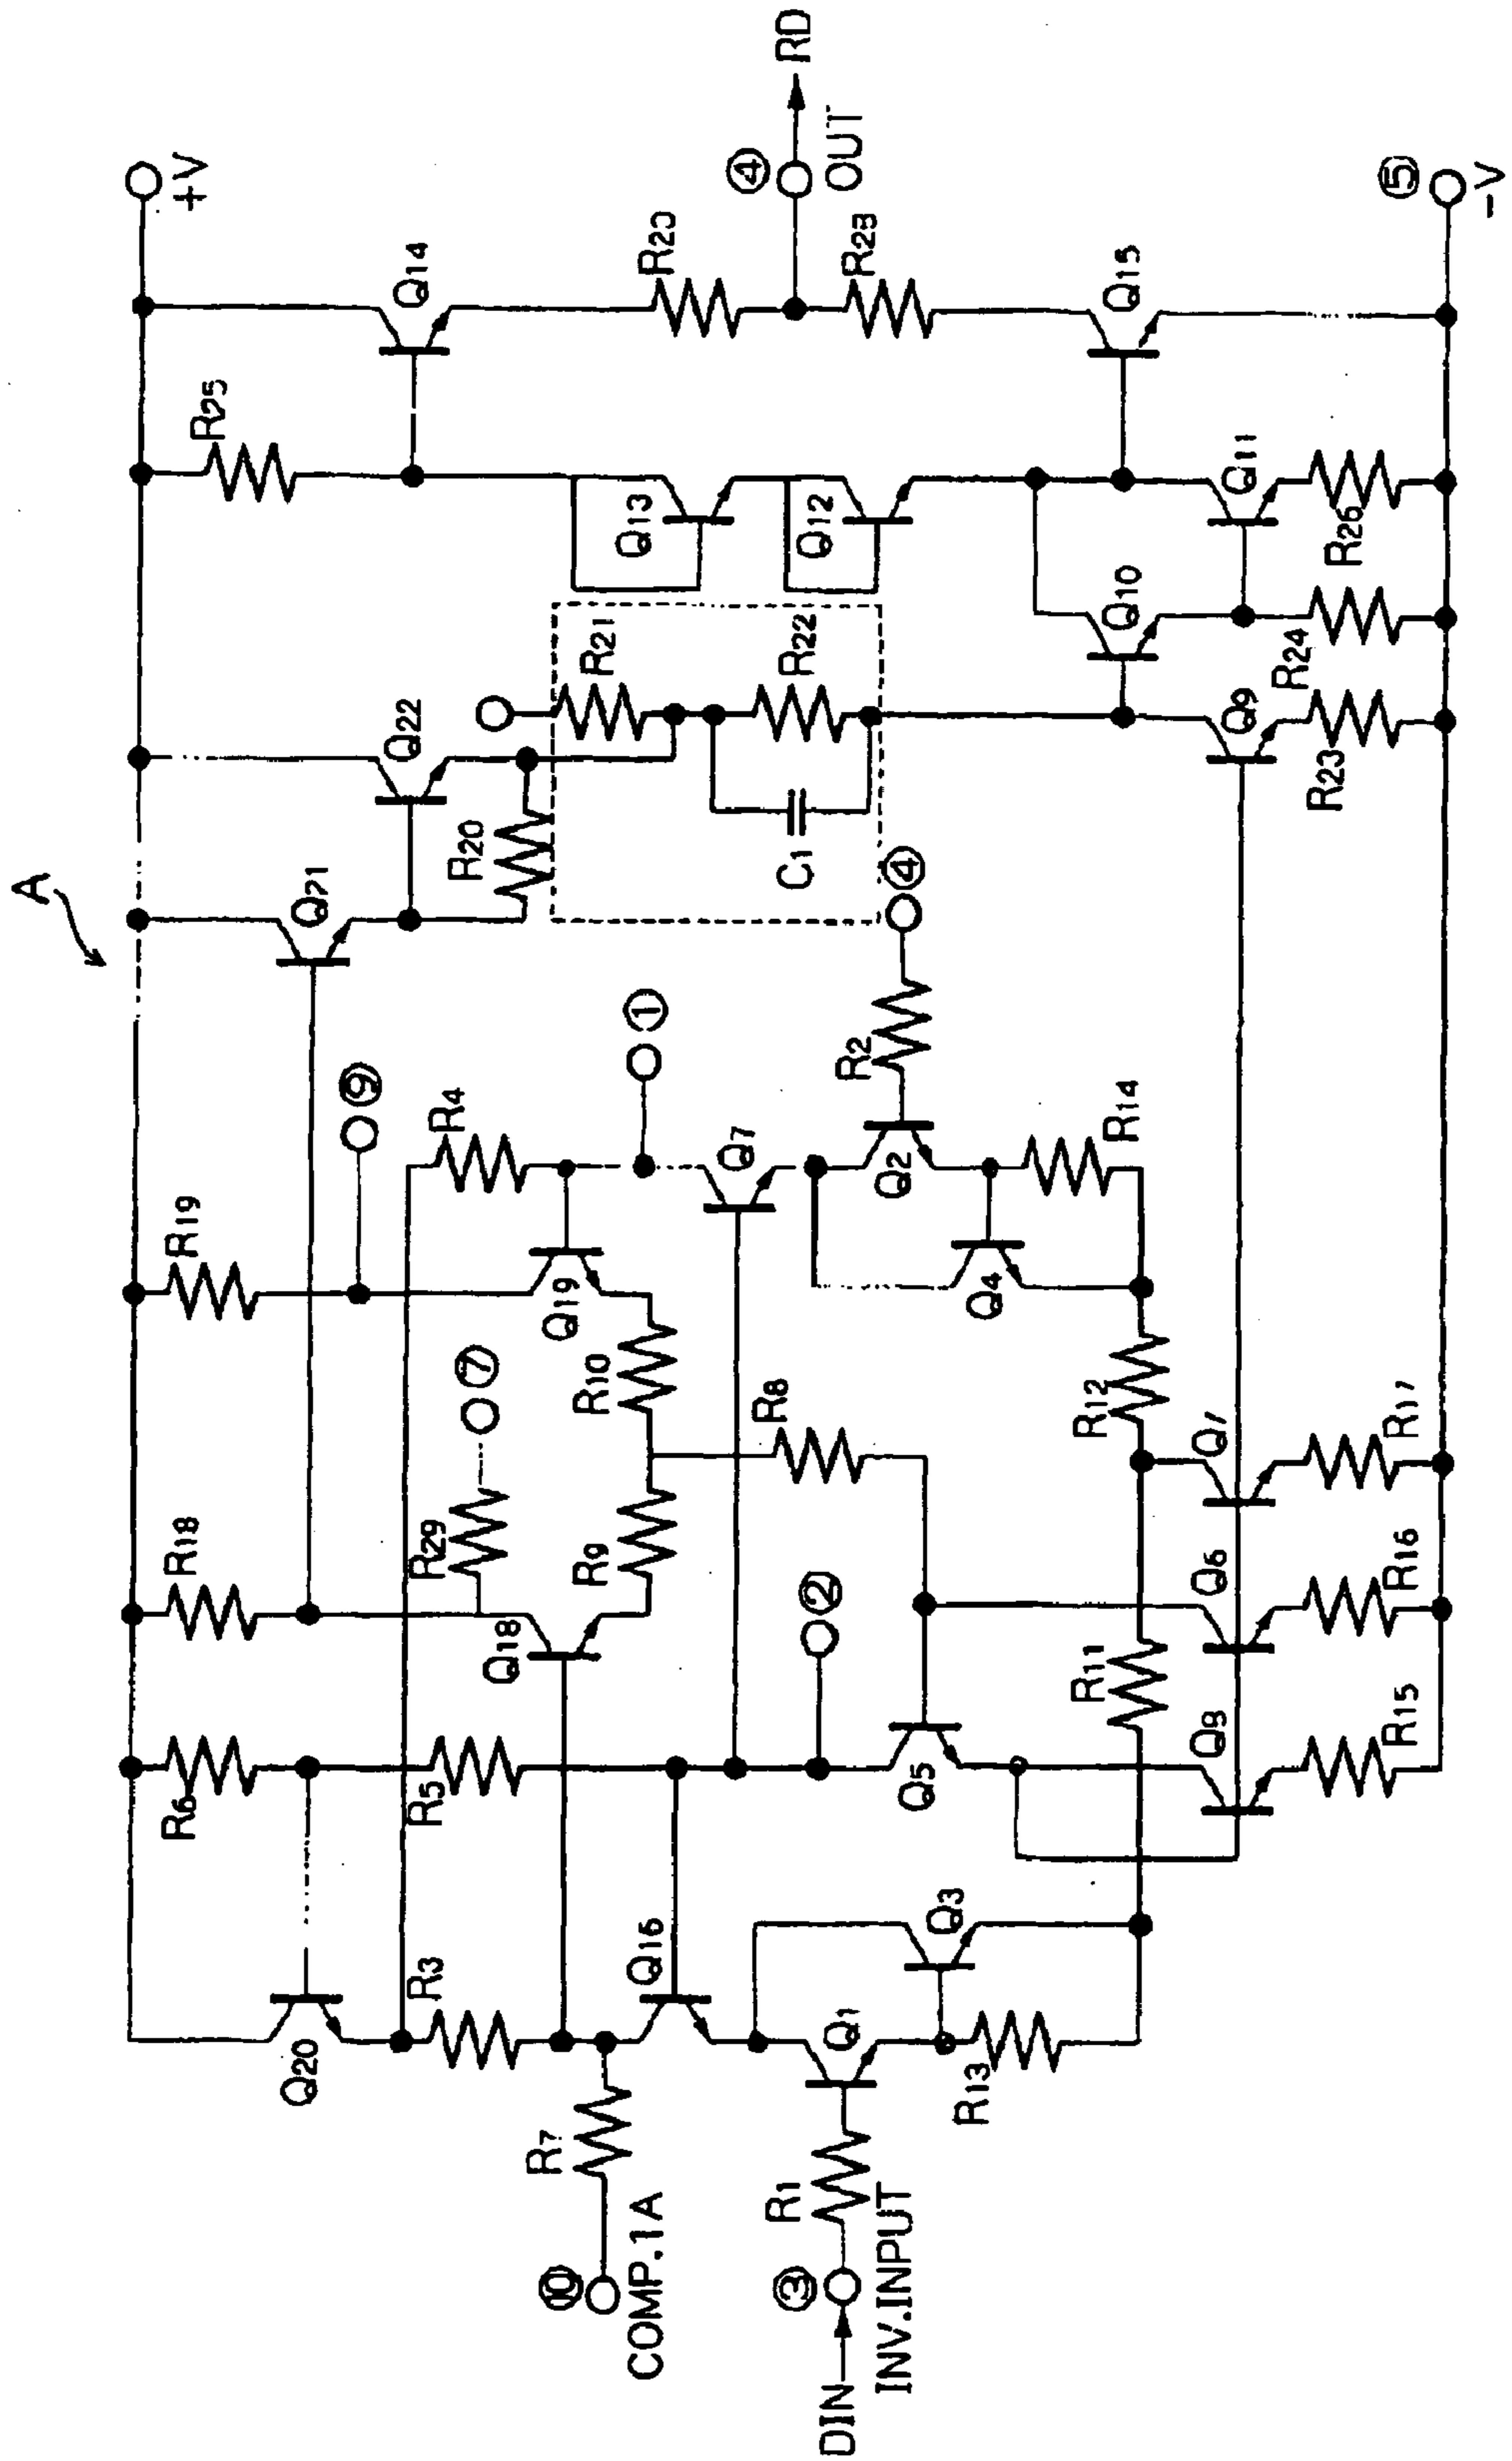 A
+V
R6
R18
R19
R25
Q20
Q21
Q22
Q14
R3
R5
R29
⑦
⑨
R4
R20
R21
R23
Q18
Q19
Q13
R7
⑩
COMP.1A
Q16
R9
R10
①
④
OUT
RD
R22
Q12
C1
②
R8
Q7
R1
③
DIN
INV.INPUT
Q1
Q3
Q5
Q2
R2
④
R28
R13
R11
R12
Q4
R14
Q10
Q15
Q6
Q9
Q11
R15
R16
R17
R23
R24
R26
⑤
-V